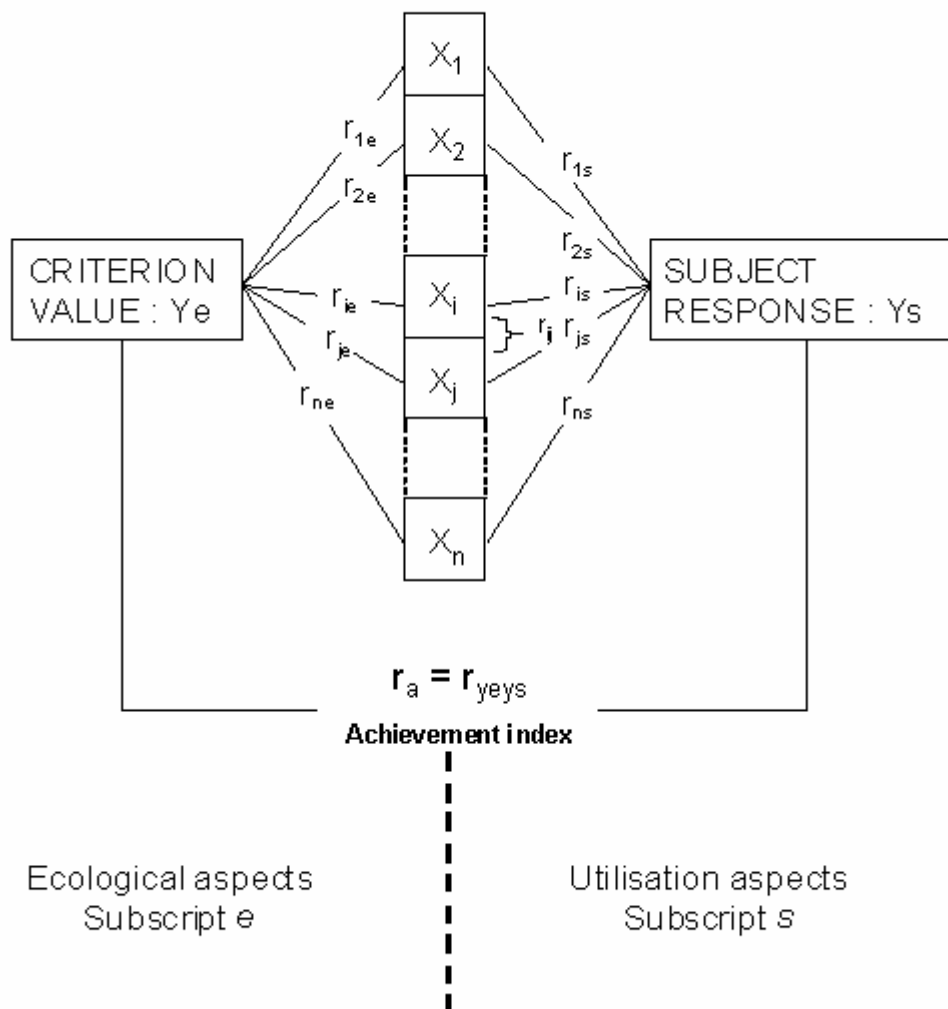 X₁
r₁ₑ
X₂
r₁ₛ
r₂ₑ
r₂ₛ
CRITERION
VALUE : Ye
SUBJECT
RESPONSE : Ys
rᵢₑ
Xᵢ
rᵢₛ
rᵢⱼ
rⱼₑ
rⱼₛ
Xⱼ
rₙₑ
rₙₛ
Xₙ
rₐ = r_yeys
Achievement index
Ecological aspects
Subscript e
Utilisation aspects
Subscript s